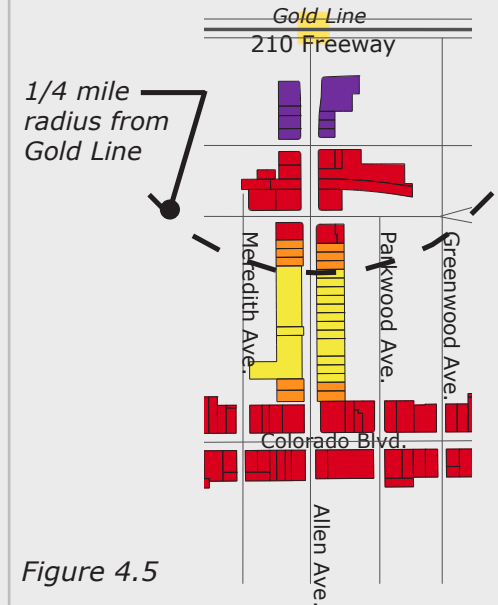 Gold Line
210 Freeway
1/4 mile
radius from
Gold Line
Meredith Ave.
Parkwood Ave.
Greenwood Ave.
Colorado Blvd.
Allen Ave.
Figure 4.5